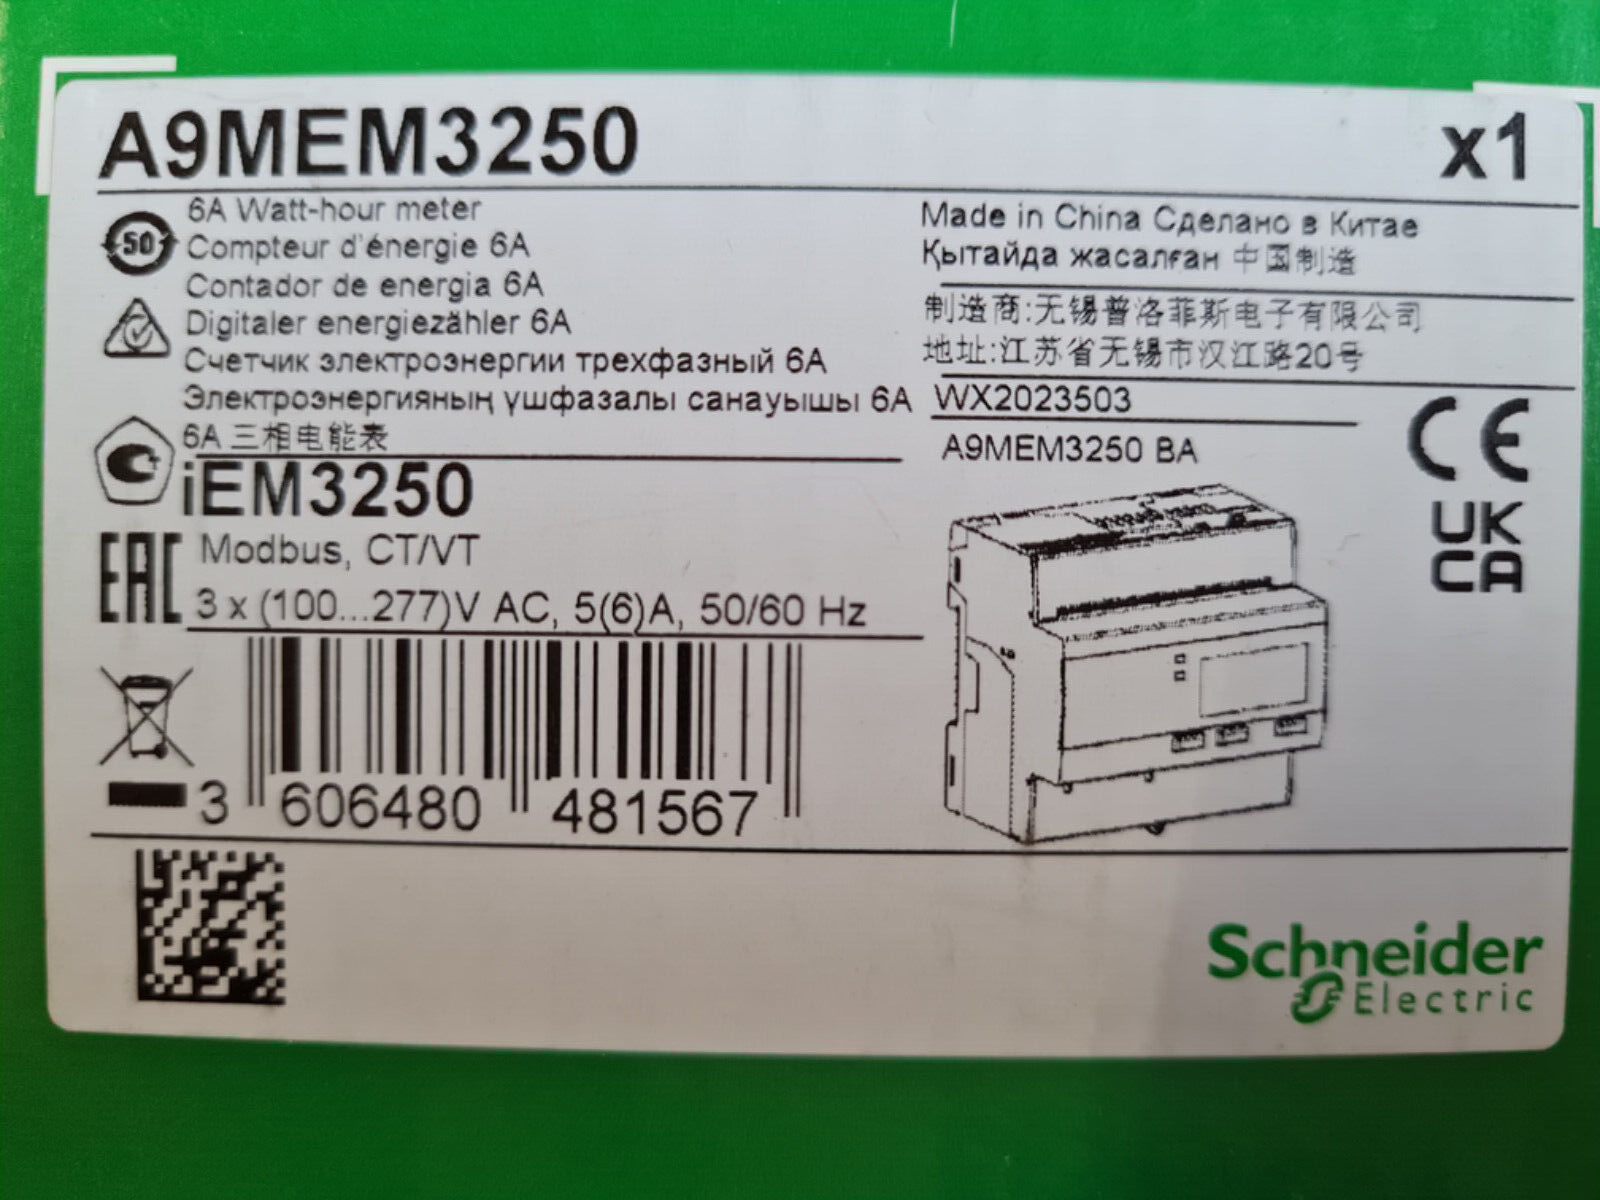 A9MEM3250
x1
50
6A Watt-hour meter
Compteur d'énergie 6A
Contador de energia 6A
Digitaler energiezähler 6A
Счетчик электроэнергии трехфазный 6A
Электроэнергияның үшфазалы санауышы 6A
6A 三相电能表
iEM3250
Modbus, CT/VT
3 x (100...277)V AC, 5(6)A, 50/60 Hz
EAC
3 606480 481567
Made in China Сделано в Китае
Қытайда жасалған 中国制造
制造商:无锡普洛菲斯电子有限公司
地址:江苏省无锡市汉江路20号
WX2023503
A9MEM3250 BA
CE
UK
CA
Schneider
Electric